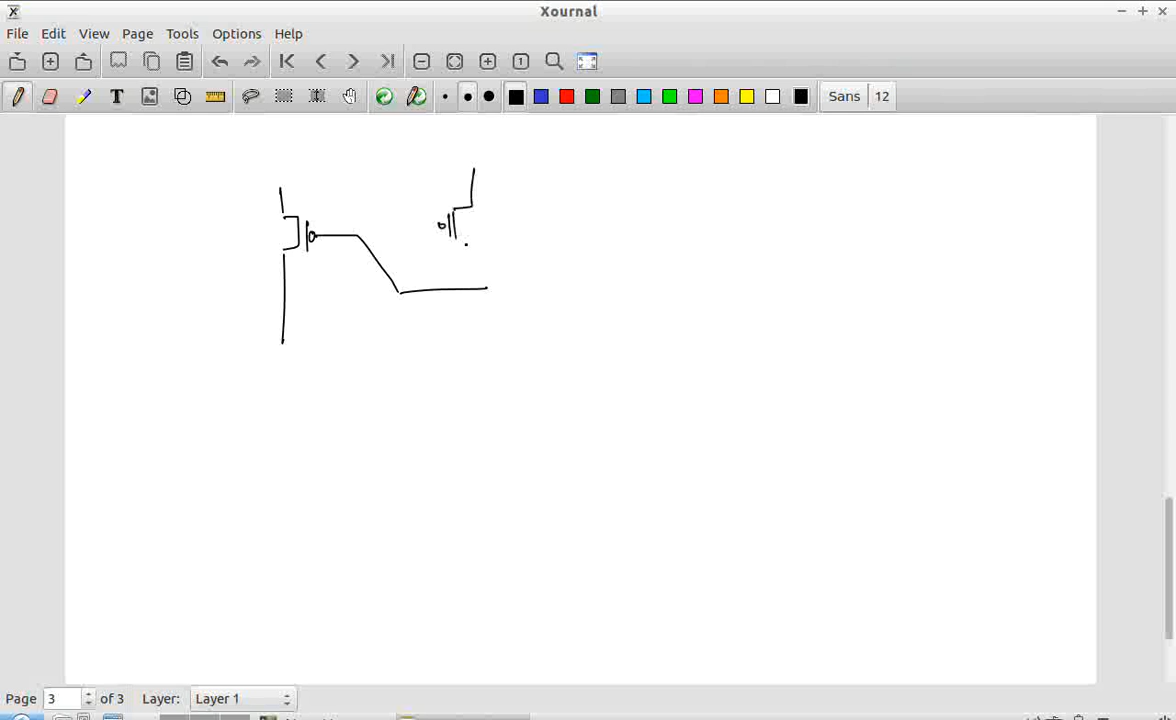 Xournal
File Edit View Page Tools Options Help
Sans 12
Page 3 of 3 Layer: Layer 1